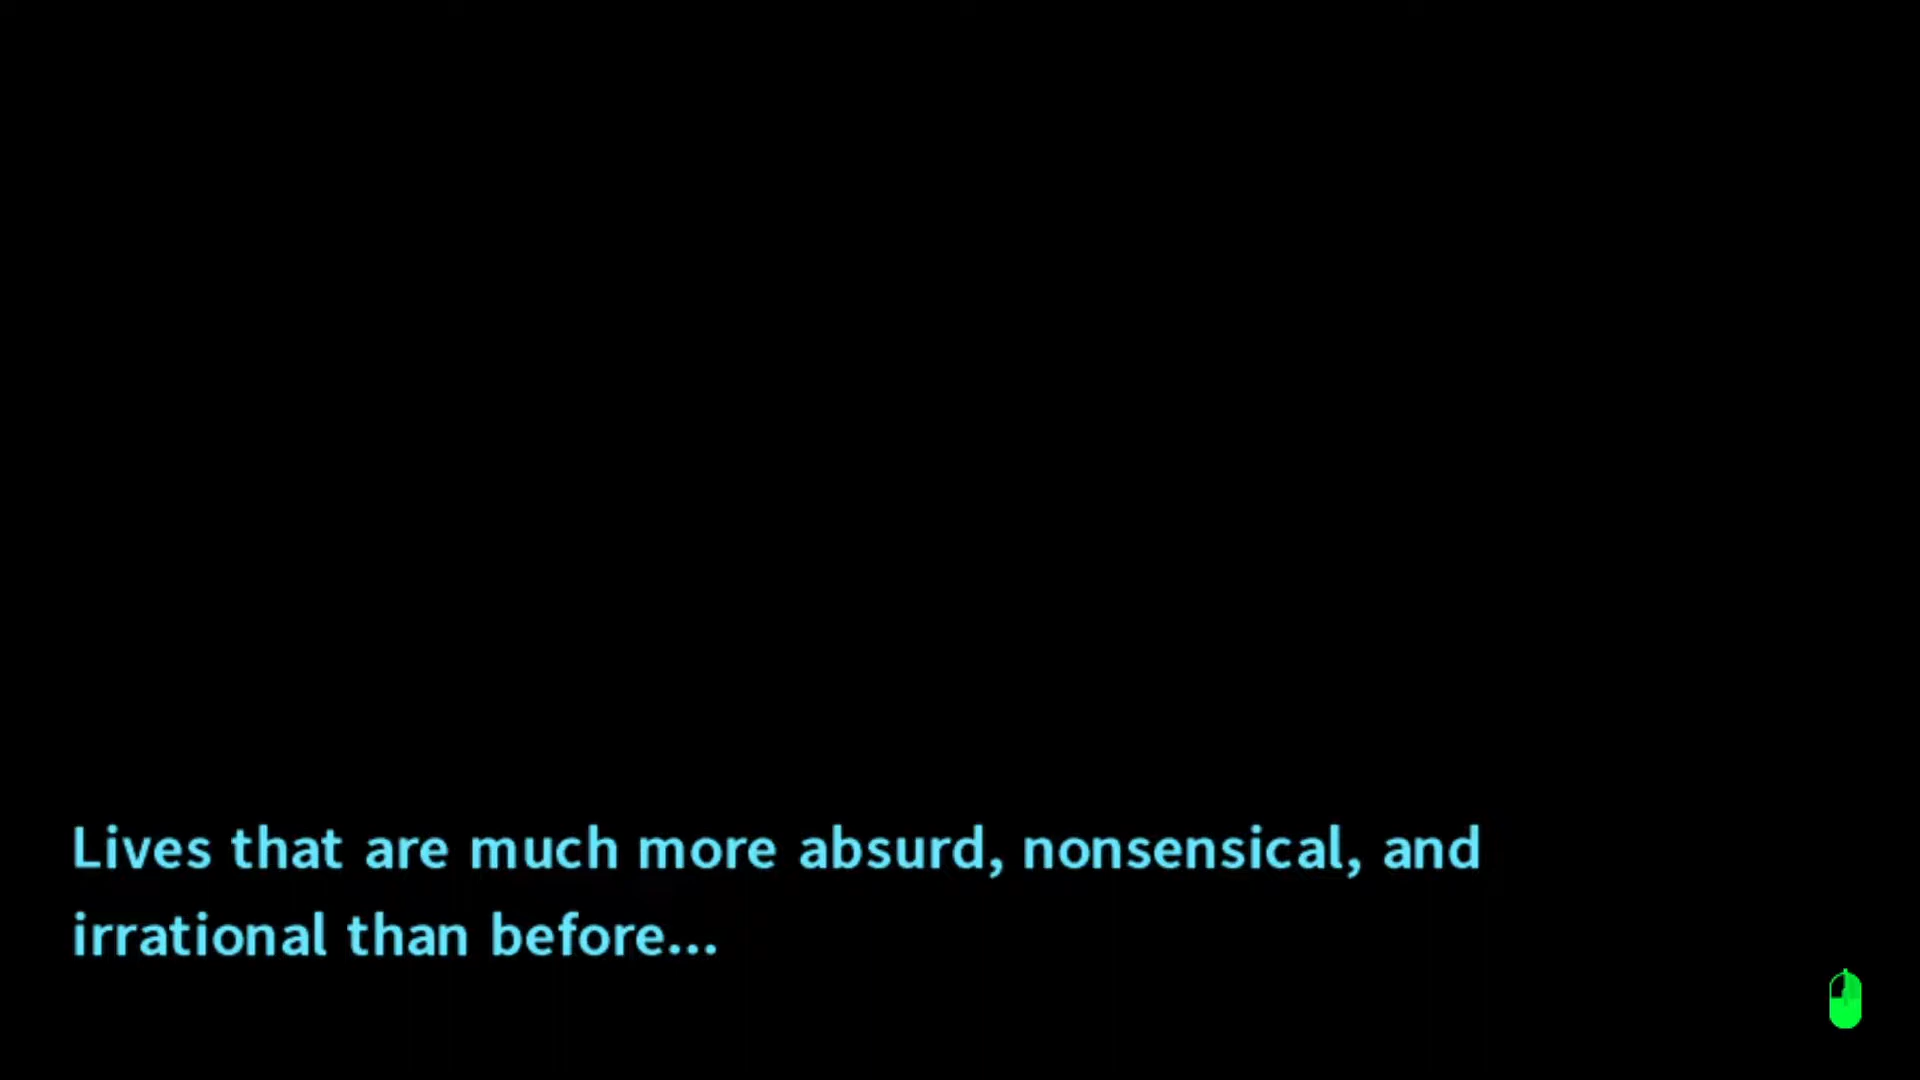 Lives that are much more absurd, nonsensical, and
irrational than before...